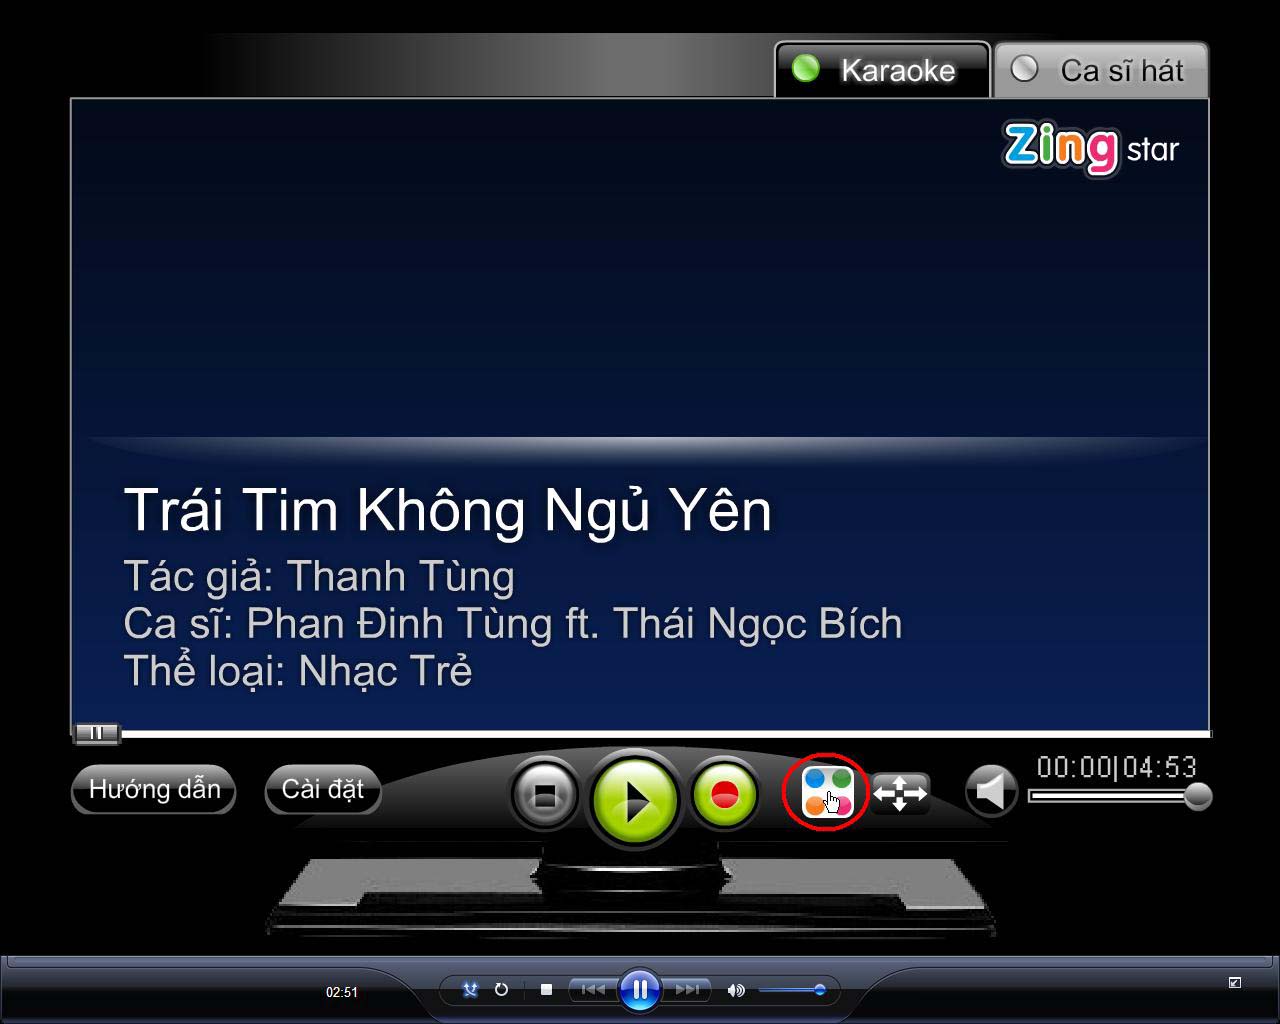 Karaoke
Ca sĩ hát
Zing star
Trái Tim Không Ngủ Yên
Tác giả: Thanh Tùng
Ca sĩ: Phan Đinh Tùng ft. Thái Ngọc Bích
Thể loại: Nhạc Trẻ
Hướng dẫn
Cài đặt
00:00|04:53
02:51